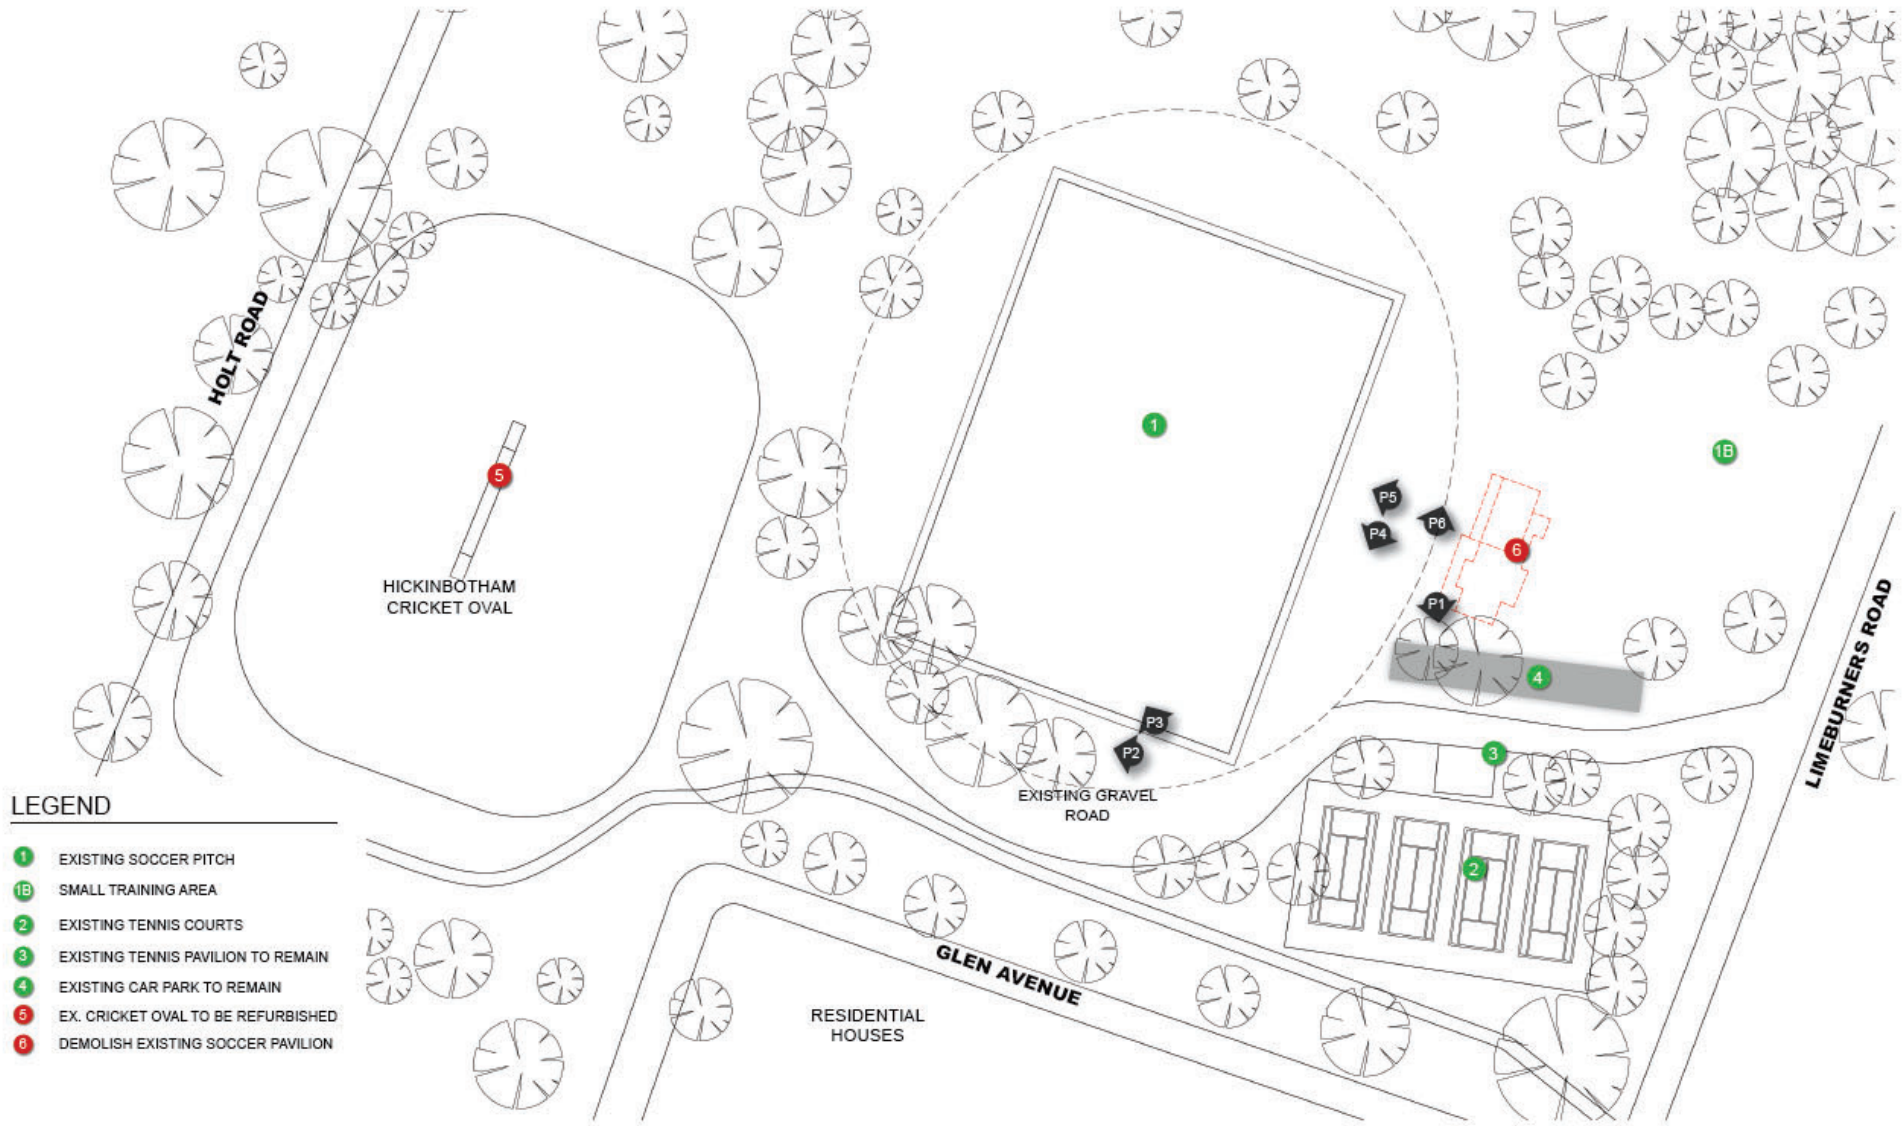 HOLT ROAD
1
1B
5
P5
P4
P6
6
HICKINBOTHAM
CRICKET OVAL
P1
4
LIMEBURNERS ROAD
P3
P2
3
EXISTING GRAVEL
ROAD
2
GLEN AVENUE
RESIDENTIAL
HOUSES
LEGEND
1 EXISTING SOCCER PITCH
1B SMALL TRAINING AREA
2 EXISTING TENNIS COURTS
3 EXISTING TENNIS PAVILION TO REMAIN
4 EXISTING CAR PARK TO REMAIN
5 EX. CRICKET OVAL TO BE REFURBISHED
6 DEMOLISH EXISTING SOCCER PAVILION